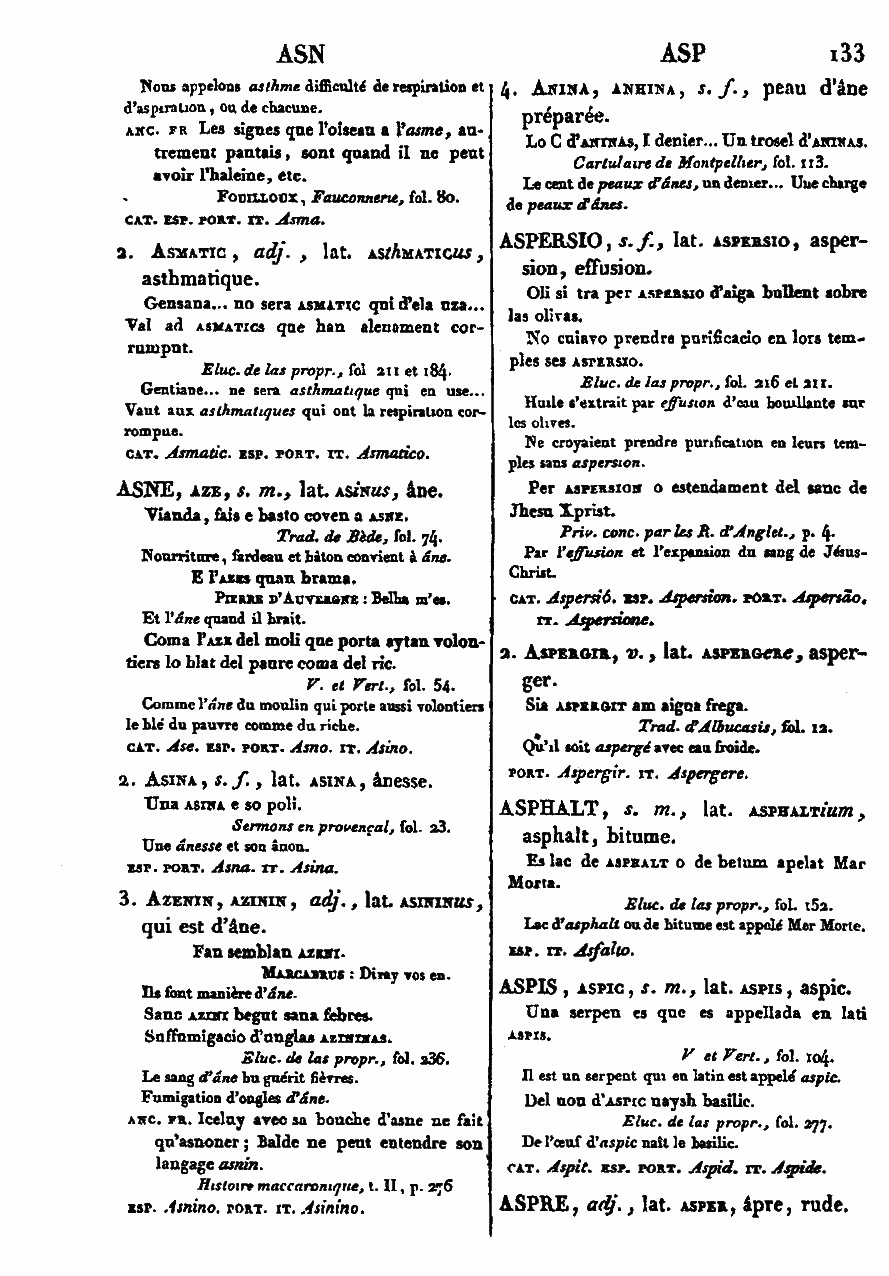 ASN
ASP 133
Nous appelons asthme difficulté de respiration et
d'aspiration, ou de chacune.
ANC. FR Les signes que l'oiseau a l'asme, au-
trement pantais, sont quand il ne peut
avoir l'haleine, etc.
FOUILLOUX, Fauconnerie, fol. 80.
CAT. ESP. PORT. IT. Asma.
2. ASMATIC, adj., lat. ASthMATICus,
asthmatique.
Gensana... no sera ASMATIC qui d'ela uza...
Val ad ASMATICS que han alenament cor-
rumput.
Eluc. de las propr., fol 211 et 184.
Gentiane... ne sera asthmatique qui en use...
Vaut aux asthmatiques qui ont la respiration cor-
rompue.
CAT. Asmatic. ESP. PORT. IT. Asmatico.
ASNE, AZE, s. m., lat. ASinus, âne.
Vianda, fais e basto coven a ASNE.
Trad. de Bède, fol. 74.
Nourriture, fardeau et bâton convient à âne.
E l'AZES quan brama.
PIERRE D'AUVERGNE : Belha m'es.
Et l'âne quand il brait.
Coma l'AZE del moli que porta aytan volon-
tiers lo blat del paure coma del ric.
V. et Vert., fol. 54.
Comme l'âne du moulin qui porte aussi volontiers
le blé du pauvre comme du riche.
CAT. Ase. ESP. PORT. Asno. IT. Asino.
2. ASINA, s. f., lat. ASINA, ânesse.
Una ASINA e so poli.
Sermons en provençal, fol. 23.
Une ânesse et son ânon.
ESP. PORT. Asna. IT. Asina.
3. AZENIN, AZININ, adj., lat. ASININus,
qui est d'âne.
Fan semblan AZENI.
MARCABRUS : Diray vos en.
Ils font manière d'âne.
Sanc AZINI begut sana febres.
Suffumigacio d'unglas AZININAS.
Eluc. de las propr., fol. 236.
Le sang d'âne bu guérit fièvres.
Fumigation d'ongles d'âne.
ANC. FR. Iceluy avec sa bouche d'asne ne fait
qu'asnoner ; Balde ne peut entendre son
langage asnin.
Histoire maccaronique, t. II, p. 276
ESP. Asnino. PORT. IT. Asinino.
4. ANINA, ANHINA, s. f., peau d'âne
préparée.
Lo C d'ANINAS, I denier... Un trosel d'ANINAS.
Cartulaire de Montpellier, fol. 113.
Le cent de peaux d'ânes, un denier... Une charge
de peaux d'ânes.
ASPERSIO, s. f., lat. ASPERSIO, asper-
sion, effusion.
Oli si tra per ASPERSIO d'aiga bullent sobre
las olivas.
No cuiavo prendre purificacio en lors tem-
ples ses ASPERSIO.
Eluc. de las propr., fol. 216 et 211.
Huile s'extrait par effusion d'eau bouillante sur
les olives.
Ne croyaient prendre purification en leurs tem-
ples sans aspersion.
Per ASPERSION o estendament del sanc de
Jhesu Xprist.
Priv. conc. par les R. d'Anglet., p. 4.
Par l'effusion et l'expansion du sang de Jésus-
Christ.
CAT. Aspersió. ESP. Aspersion. PORT. Aspersão.
IT. Aspersione.
2. ASPERGIR, v., lat. ASPERGERe, asper-
ger.
Sia ASPERGIT am aigua frega.
Trad. d'Albucasis, fol. 12.
Qu'il soit aspergé avec eau froide.
PORT. Aspergir. IT. Aspergere.
ASPHALT, s. m., lat. ASPHALTium,
asphalt, bitume.
Es lac de ASPHALT o de betum apelat Mar
Morta.
Eluc. de las propr., fol. 152.
Lac d'asphalt ou de bitume est appelé Mer Morte.
ESP. IT. Asfalto.
ASPIS, ASPIC, s. m., lat. ASPIS, aspic.
Una serpen es que es appellada en lati
ASPIS.
V et Vert., fol. 104.
Il est un serpent qui en latin est appelé aspic.
Del uou d'ASPIC naysh basilic.
Eluc. de las propr., fol. 277.
De l'œuf d'aspic naît le basilic.
CAT. Aspit. ESP. PORT. Aspid. IT. Aspide.
ASPRE, adj., lat. ASPER, âpre, rude.